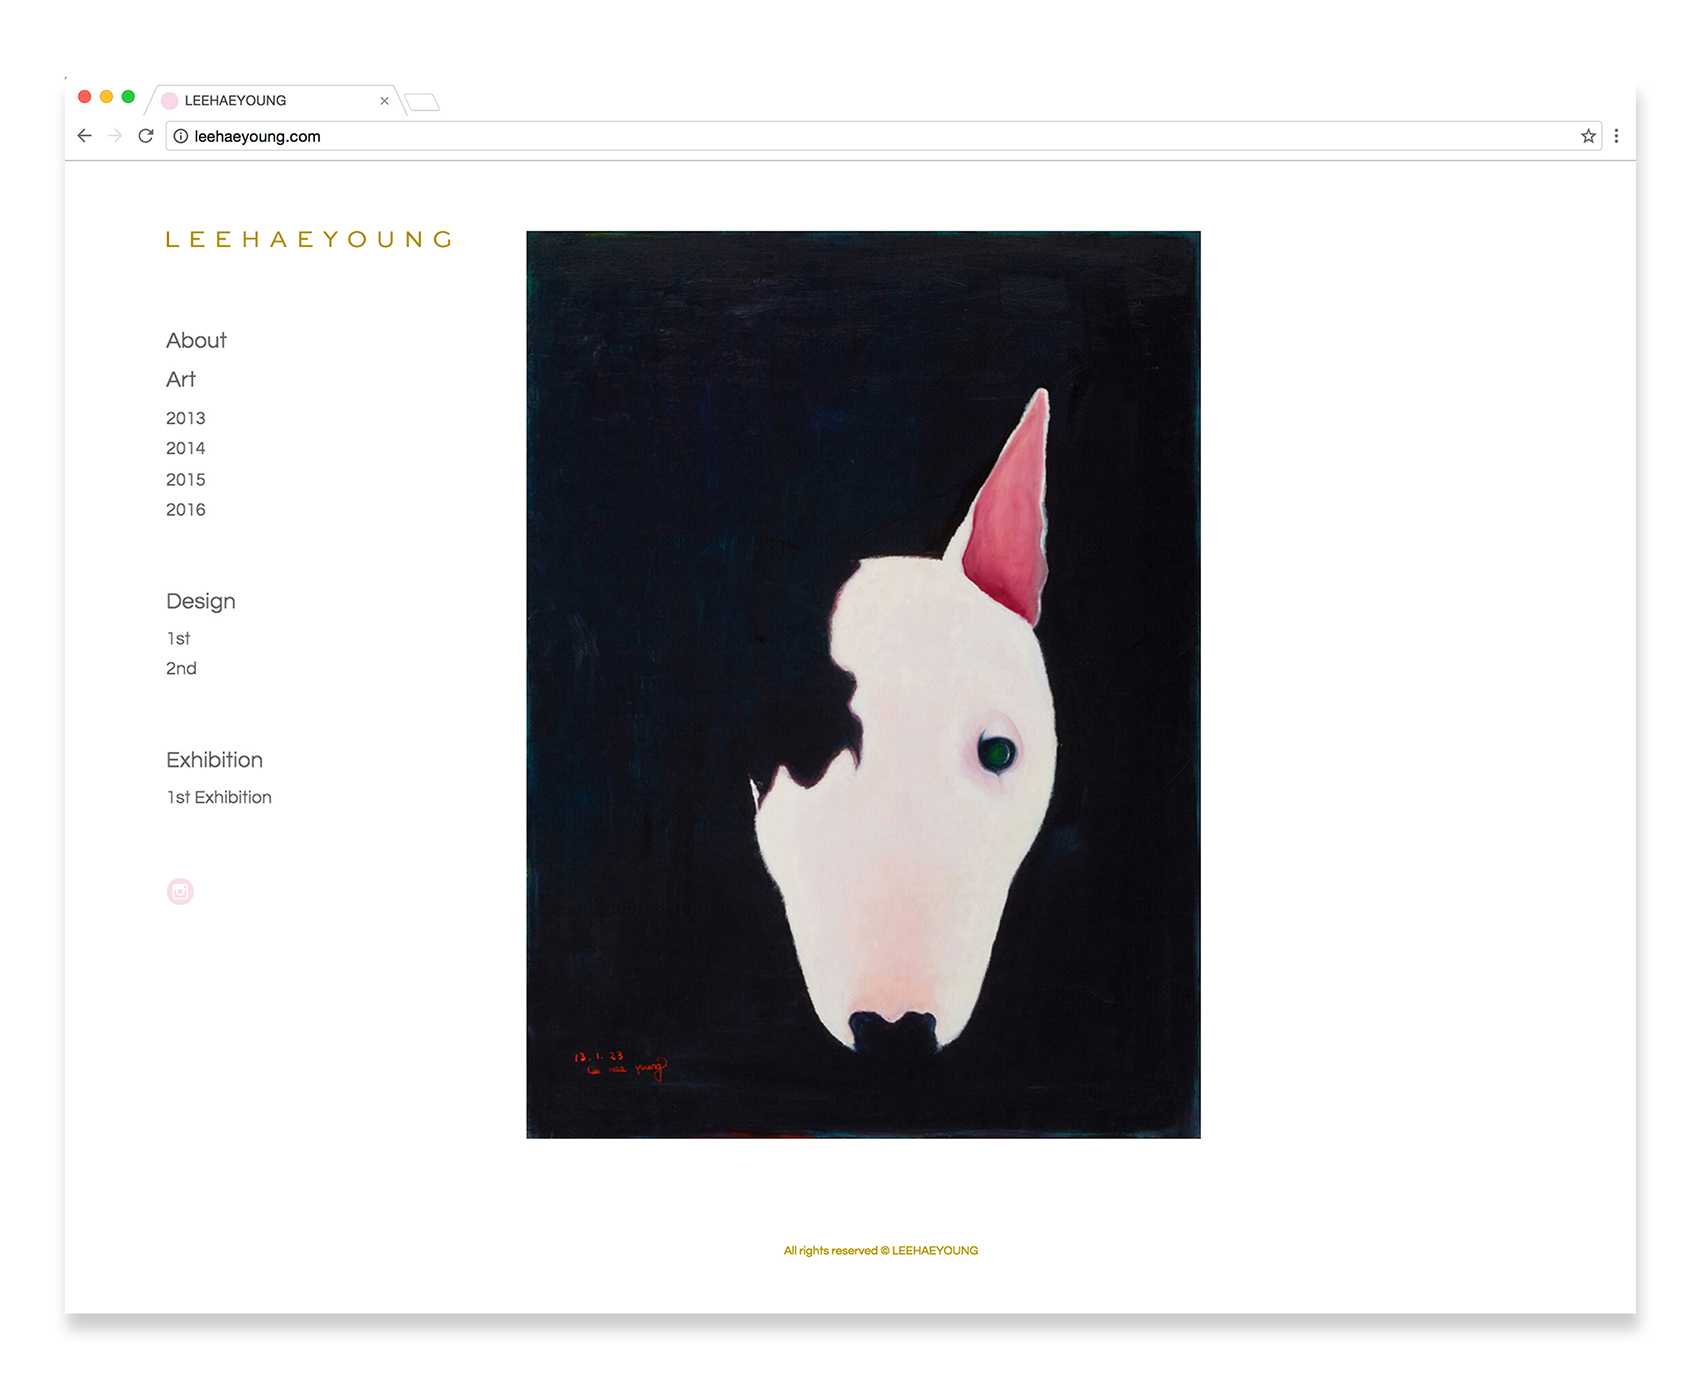 LEEHAEYOUNG
leehaeyoung.com
LEEHAEYOUNG
About
Art
2013
2014
2015
2016
Design
1st
2nd
Exhibition
1st Exhibition
13.1.23
All rights reserved © LEEHAEYOUNG